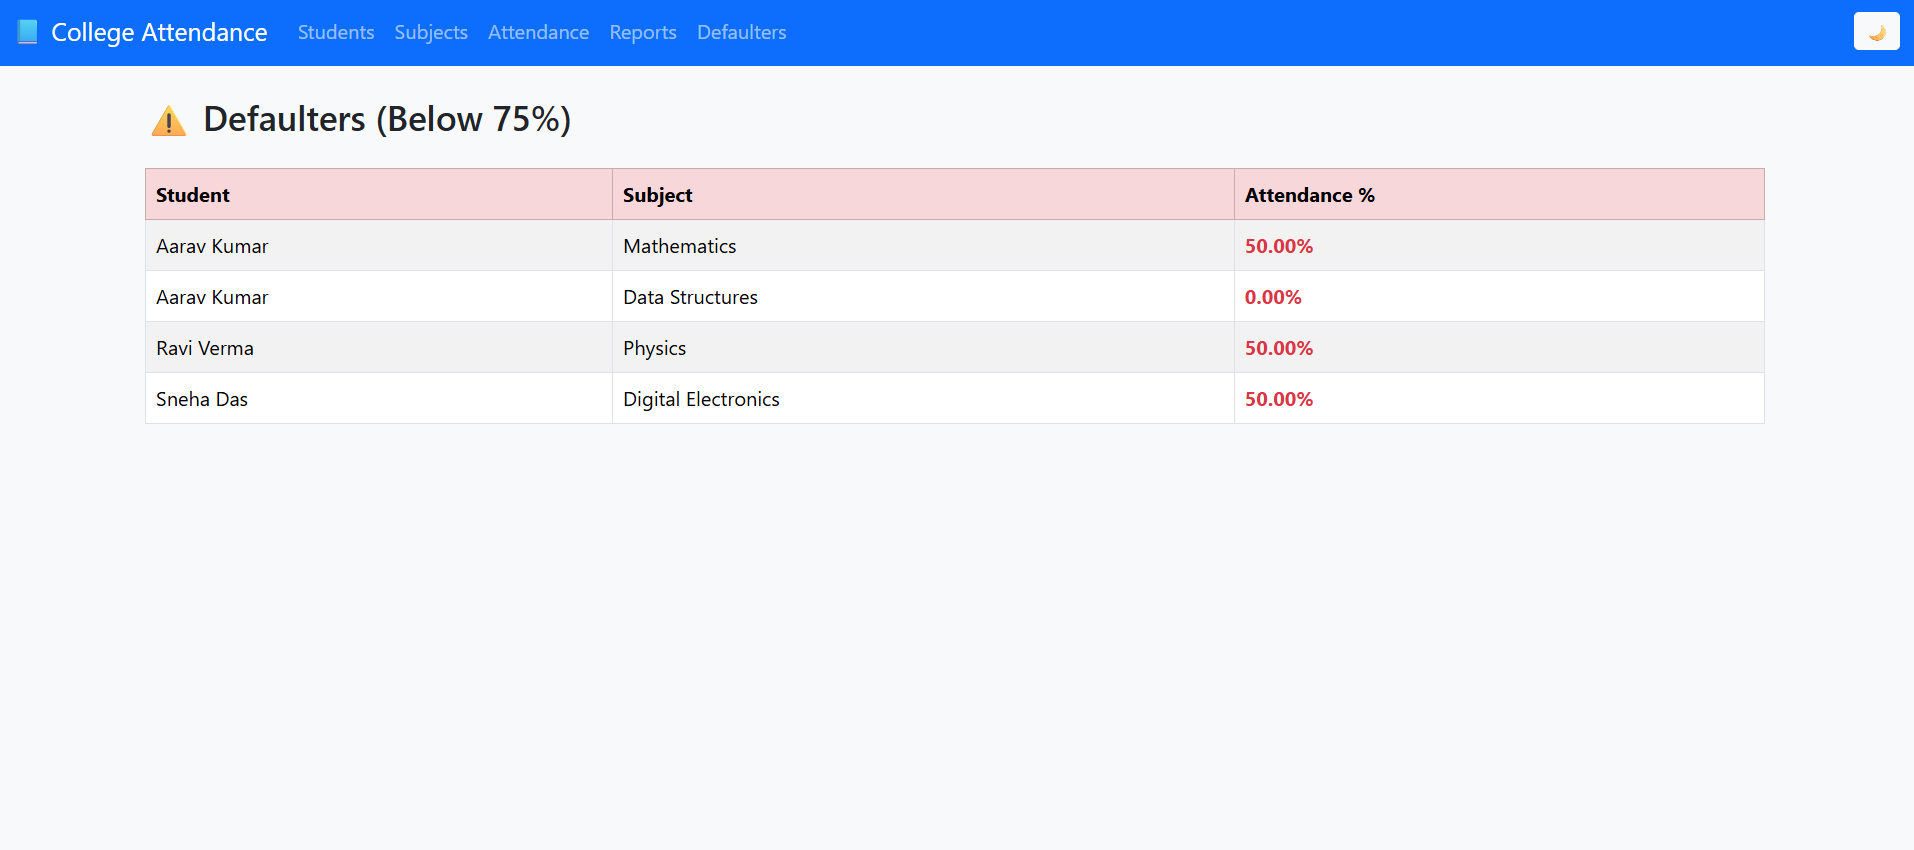 College Attendance Students Subjects Attendance Reports Defaulters
Defaulters (Below 75%)
Student Subject Attendance %
Aarav Kumar Mathematics 50.00%
Aarav Kumar Data Structures 0.00%
Ravi Verma Physics 50.00%
Sneha Das Digital Electronics 50.00%